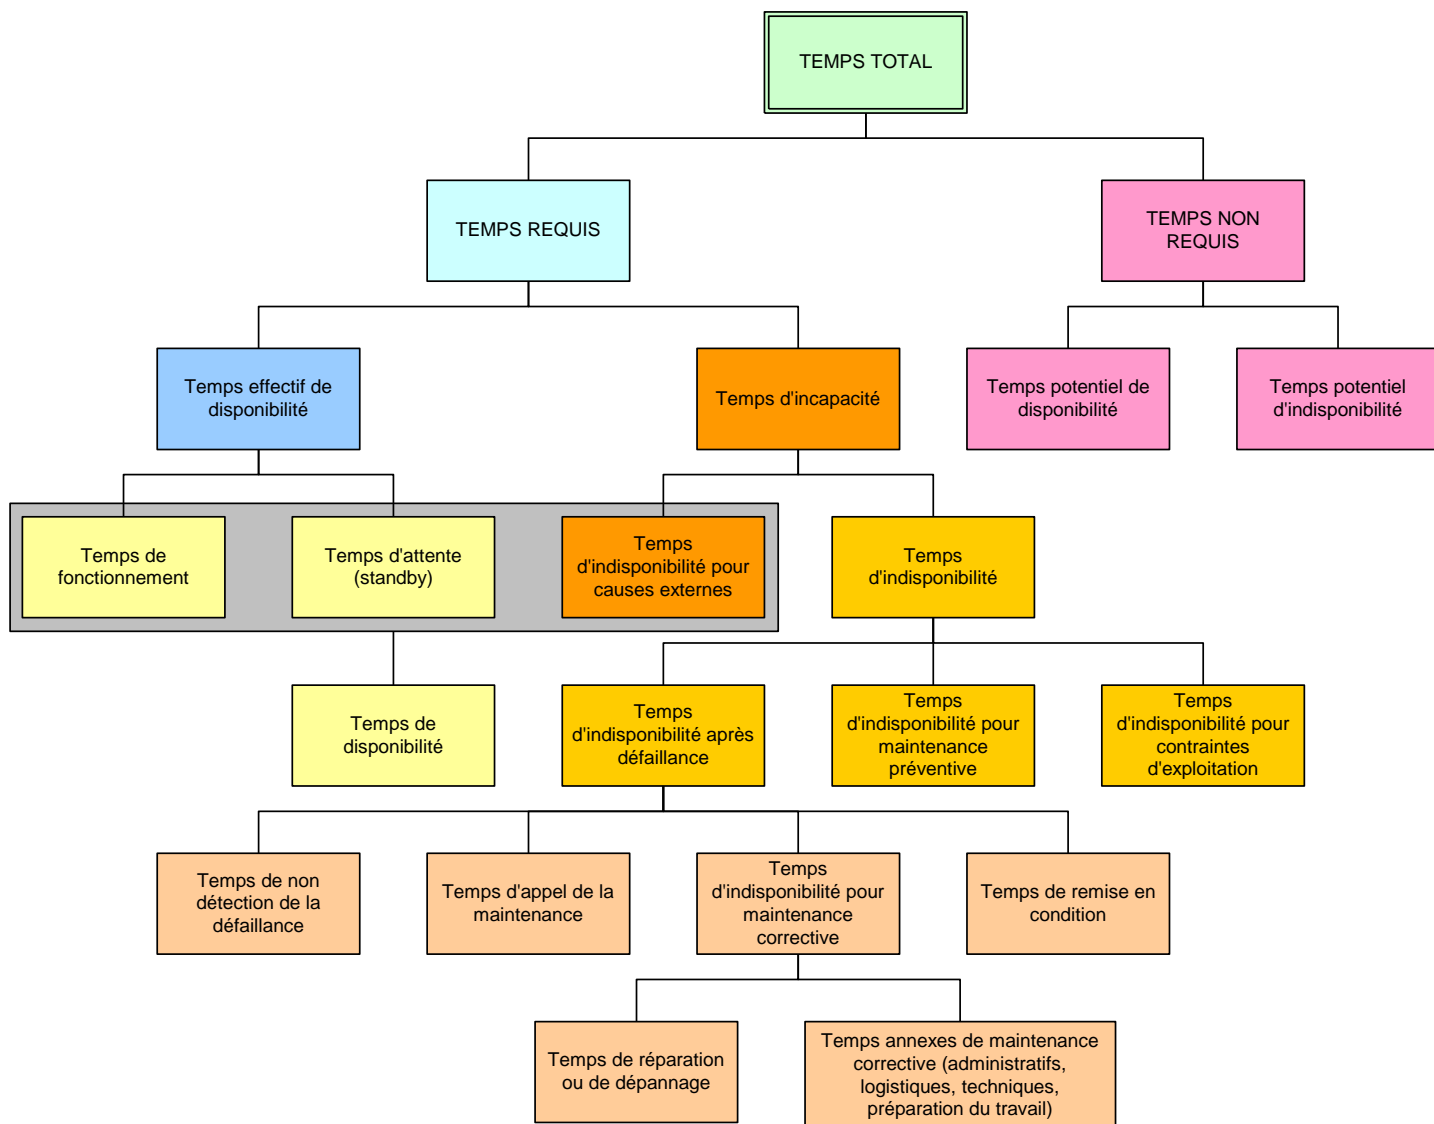 TEMPS TOTAL
TEMPS REQUIS
TEMPS NON
REQUIS
Temps effectif de
disponibilité
Temps d'incapacité
Temps potentiel de
disponibilité
Temps potentiel
d'indisponibilité
Temps de
fonctionnement
Temps d'attente
(standby)
Temps
d'indisponibilité pour
causes externes
Temps
d'indisponibilité
Temps de
disponibilité
Temps
d'indisponibilité après
défaillance
Temps
d'indisponibilité pour
maintenance
préventive
Temps
d'indisponibilité pour
contraintes
d'exploitation
Temps de non
détection de la
défaillance
Temps d'appel de la
maintenance
Temps
d'indisponibilité pour
maintenance
corrective
Temps de remise en
condition
Temps de réparation
ou de dépannage
Temps annexes de maintenance
corrective (administratifs,
logistiques, techniques,
préparation du travail)